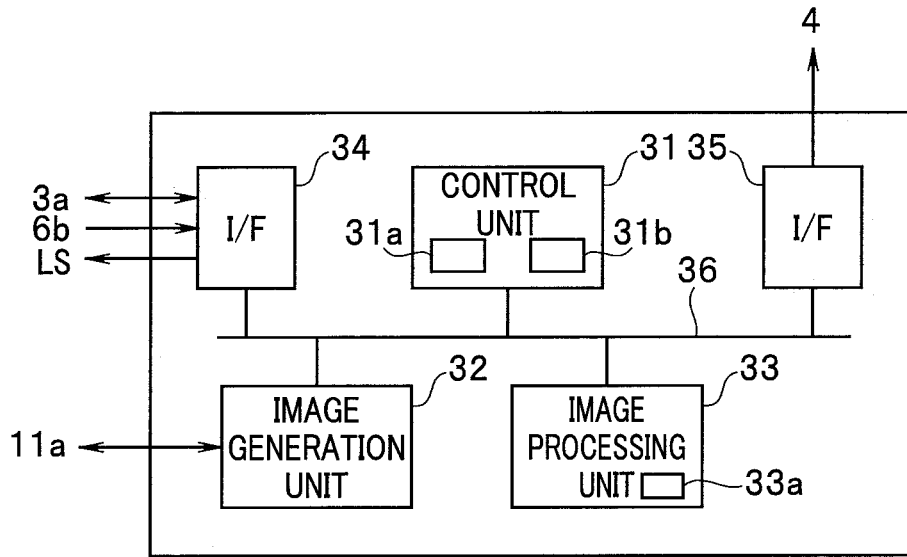 4
34
31
35
3a
6b
LS
I/F
CONTROL
UNIT
31a
31b
I/F
36
32
33
11a
IMAGE
GENERATION
UNIT
IMAGE
PROCESSING
UNIT
33a